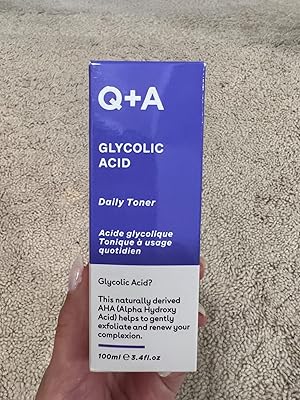 Q+A
GLYCOLIC
ACID
Daily Toner
Acide glycolique
Tonique à usage
quotidien
Glycolic Acid?
This naturally derived
AHA (Alpha Hydroxy
Acid) helps to gently
exfoliate and renew your
complexion.
100ml ℮ 3.4fl.oz